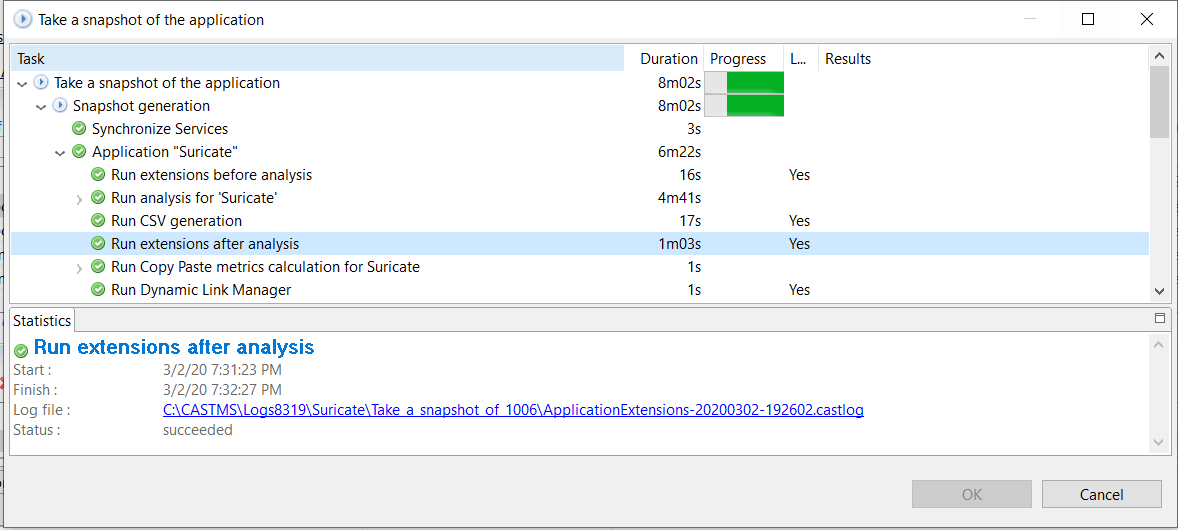 Take a snapshot of the application
Task Duration Progress L... Results
Take a snapshot of the application 8m02s
Snapshot generation 8m02s
Synchronize Services 3s
Application "Suricate" 6m22s
Run extensions before analysis 16s Yes
Run analysis for 'Suricate' 4m41s
Run CSV generation 17s Yes
Run extensions after analysis 1m03s Yes
Run Copy Paste metrics calculation for Suricate 1s
Run Dynamic Link Manager 1s Yes
Statistics
Run extensions after analysis
Start : 3/2/20 7:31:23 PM
Finish : 3/2/20 7:32:27 PM
Log file : C:\CASTMS\Logs8319\Suricate\Take_a_snapshot_of_1006\ApplicationExtensions-20200302-192602.castlog
Status : succeeded
OK Cancel